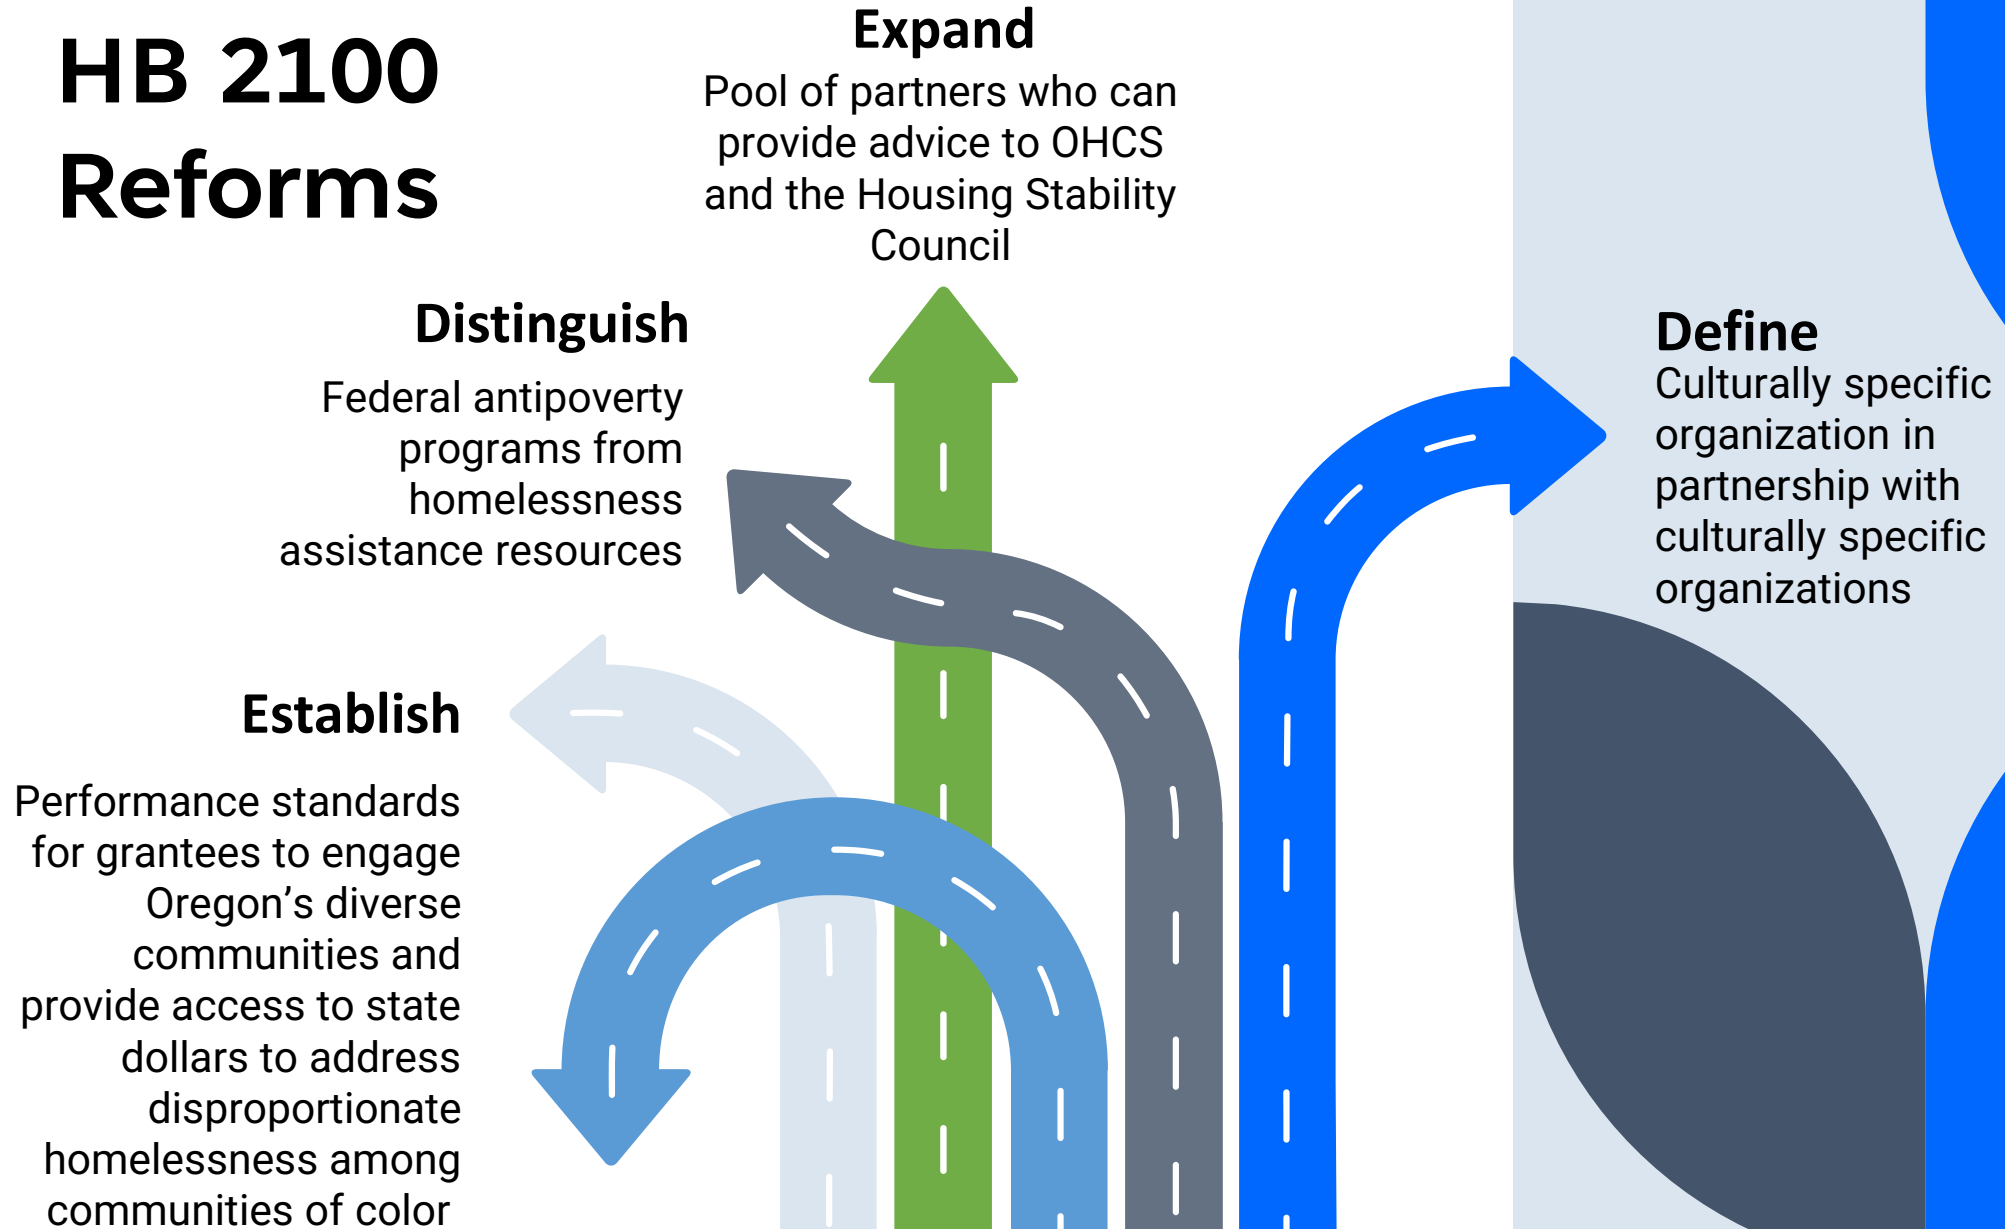 HB 2100
Reforms
Expand
Pool of partners who can
provide advice to OHCS
and the Housing Stability
Council
Distinguish
Federal antipoverty
programs from
homelessness
assistance resources
Define
Culturally specific
organization in
partnership with
culturally specific
organizations
Establish
Performance standards
for grantees to engage
Oregon’s diverse
communities and
provide access to state
dollars to address
disproportionate
homelessness among
communities of color